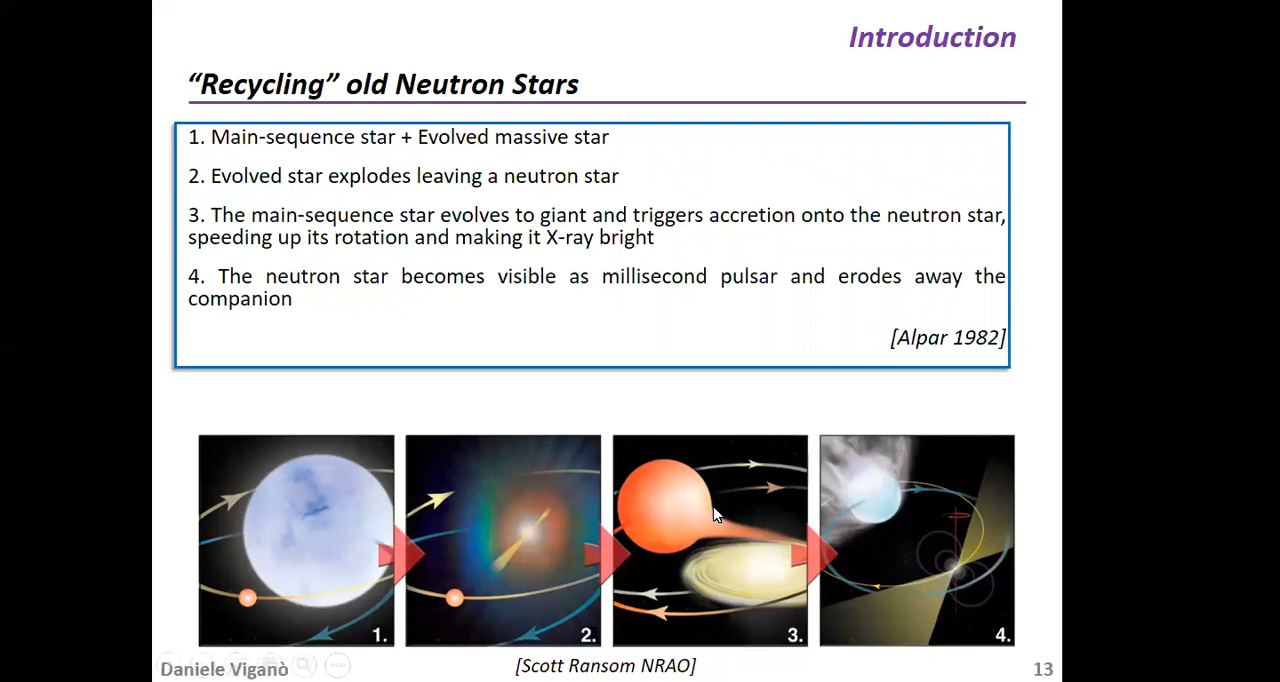 Introduction
“Recycling” old Neutron Stars
1. Main-sequence star + Evolved massive star
2. Evolved star explodes leaving a neutron star
3. The main-sequence star evolves to giant and triggers accretion onto the neutron star,
speeding up its rotation and making it X-ray bright
4. The neutron star becomes visible as millisecond pulsar and erodes away the
companion
[Alpar 1982]
1.
2.
3.
4.
Daniele Viganò
[Scott Ransom NRAO]
13